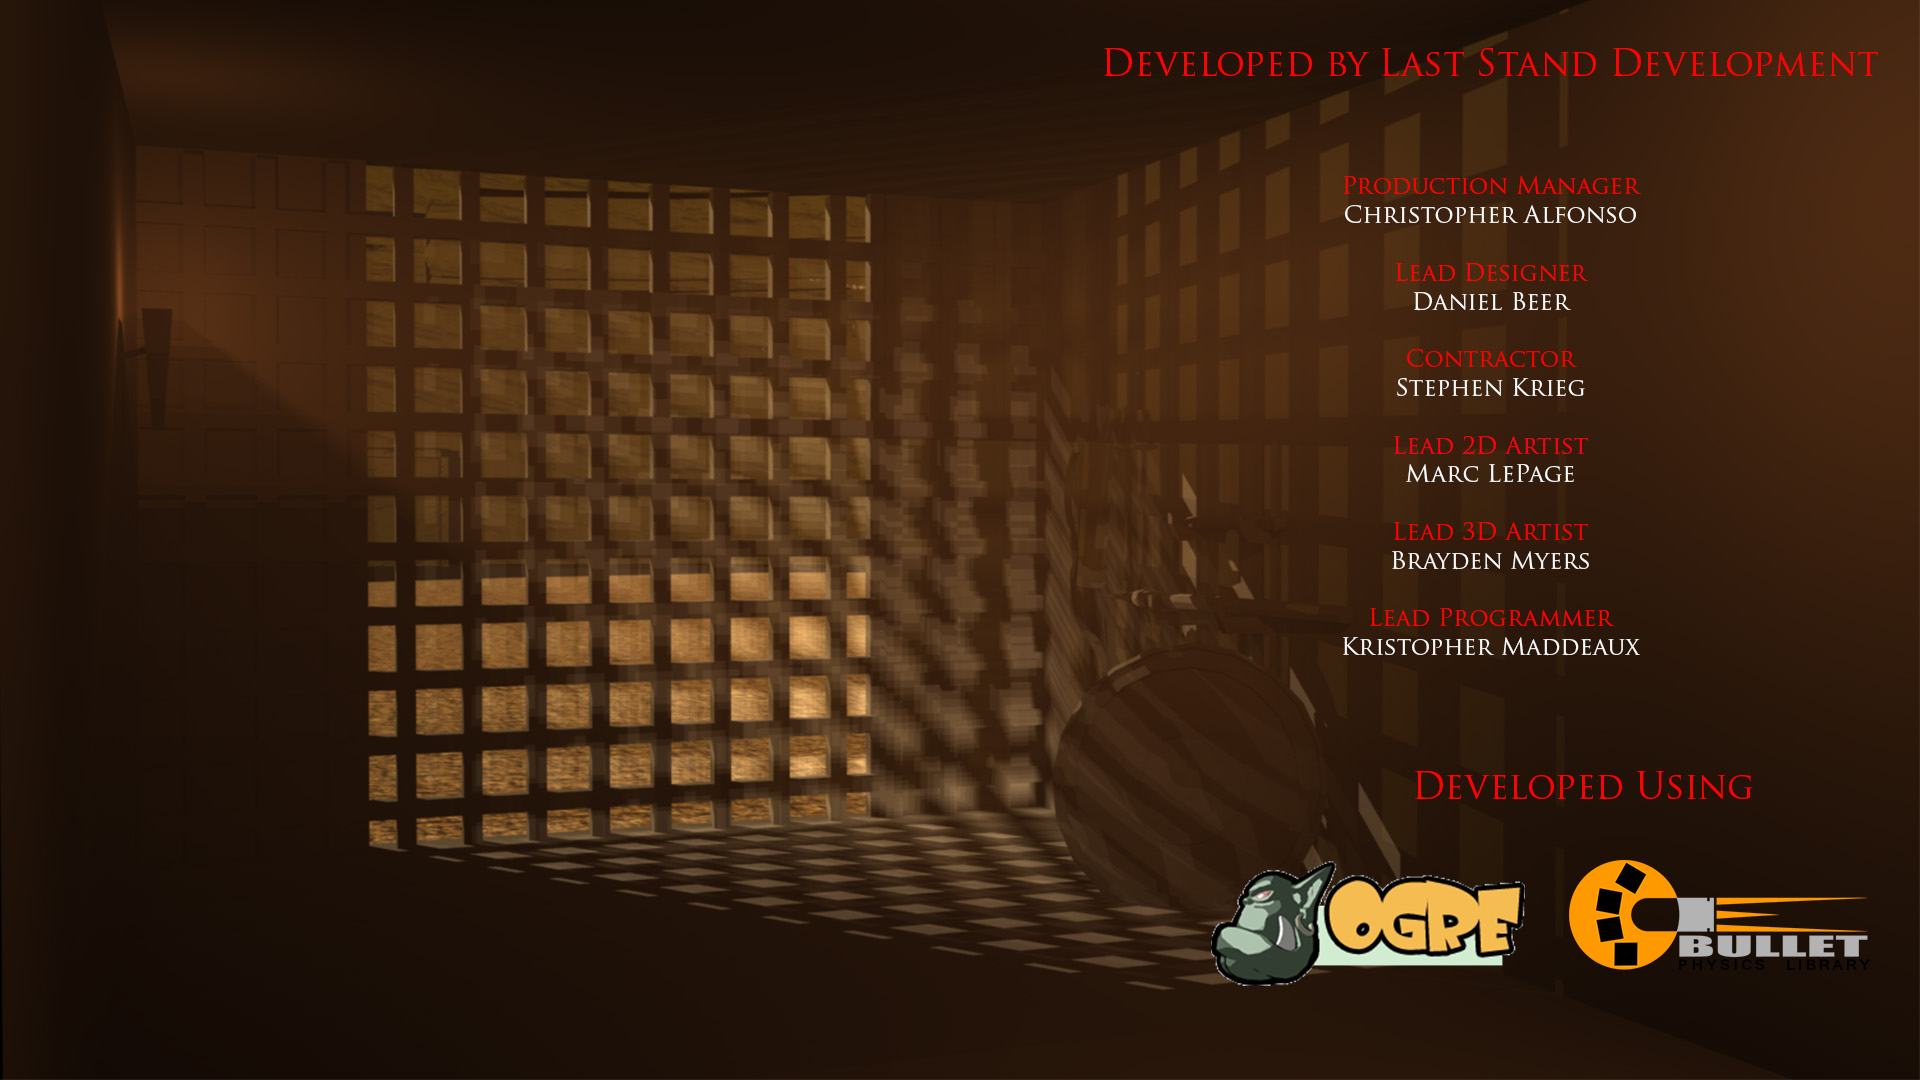 Developed by Last Stand Development
Production Manager
Christopher Alfonso
Lead Designer
Daniel Beer
Contractor
Stephen Krieg
Lead 2D Artist
Marc LePage
Lead 3D Artist
Brayden Myers
Lead Programmer
Kristopher Maddeaux
Developed Using
OGRE
BULLET
PHYSICS LIBRARY